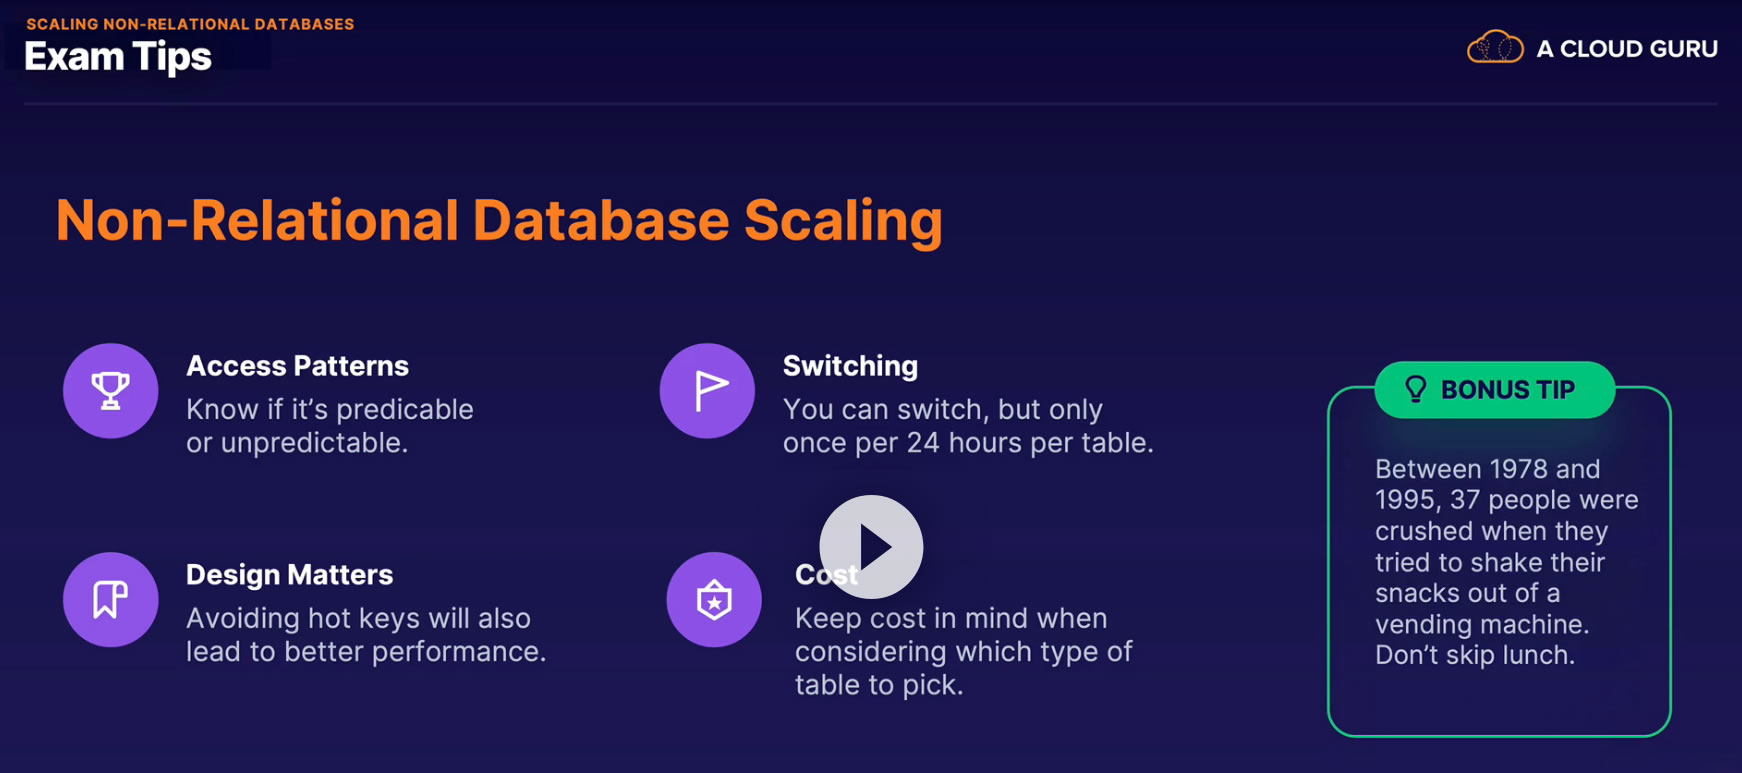 SCALING NON-RELATIONAL DATABASES
Exam Tips
A CLOUD GURU
Non-Relational Database Scaling
Access Patterns
Know if it's predicable
or unpredictable.
Switching
You can switch, but only
once per 24 hours per table.
Design Matters
Avoiding hot keys will also
lead to better performance.
Cost
Keep cost in mind when
considering which type of
table to pick.
BONUS TIP
Between 1978 and
1995, 37 people were
crushed when they
tried to shake their
snacks out of a
vending machine.
Don't skip lunch.